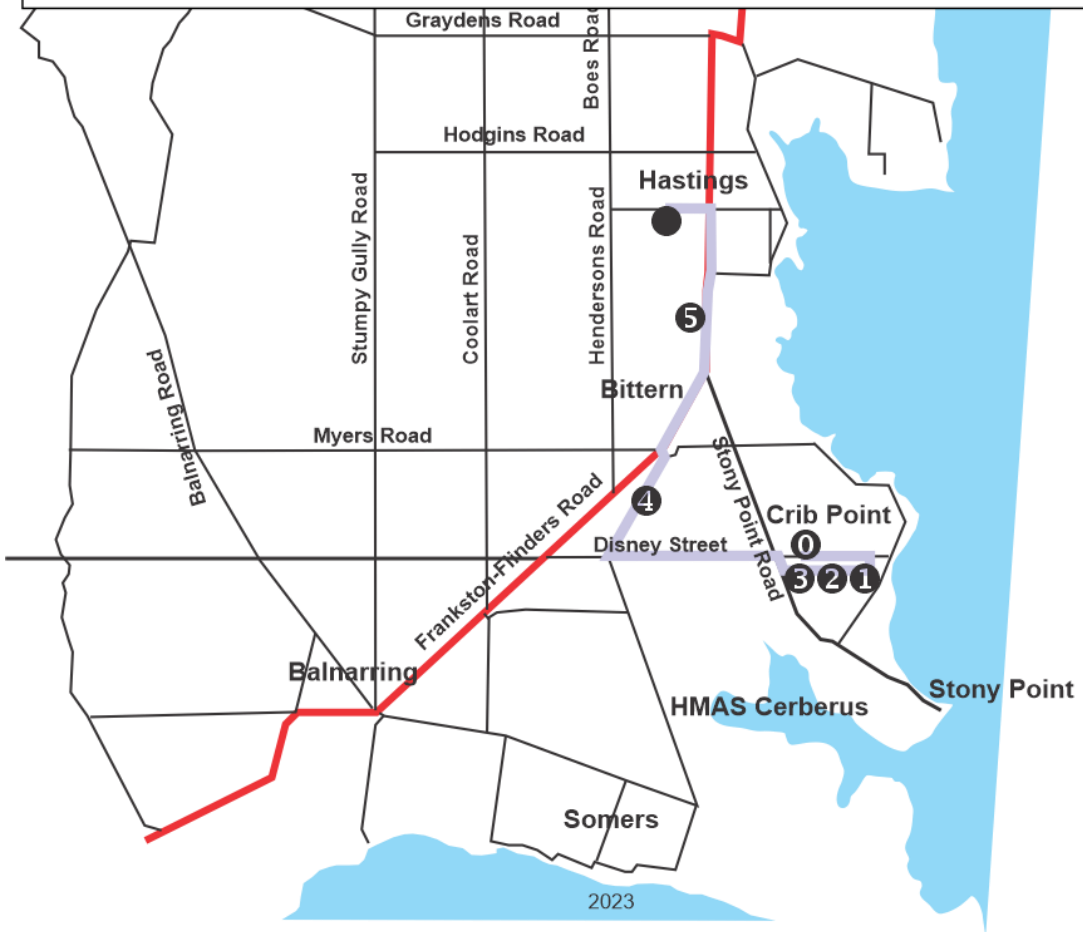 Graydens Road
Boes Road
Hodgins Road
Hastings
Stumpy Gully Road
Coolart Road
Hendersons Road
5
Bittern
Balnarring Road
Myers Road
Stony Point Road
4
Frankston-Flinders Road
Crib Point
Disney Street
0
3 2 1
Balnarring
HMAS Cerberus
Stony Point
Somers
2023